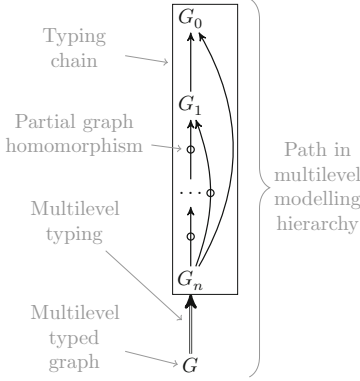 G₀
Typing
chain
G₁
Partial graph
homomorphism
Path in
multilevel
modelling
hierarchy
...
Multilevel
typing
Gₙ
Multilevel
typed
graph
G